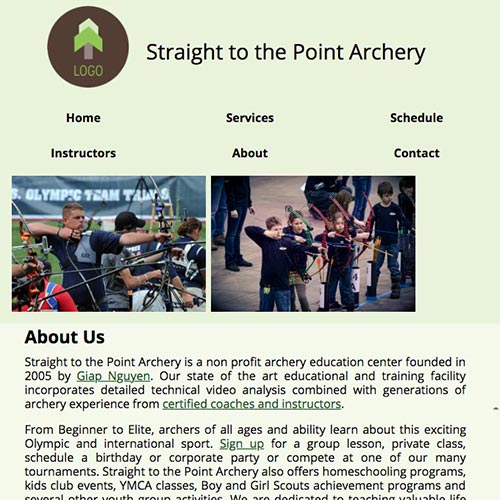 LOGO
Straight to the Point Archery
Home Services Schedule
Instructors About Contact
S. OLYMPIC TEAM TRIALS
About Us
Straight to the Point Archery is a non profit archery education center founded in
2005 by Giap Nguyen. Our state of the art educational and training facility
incorporates detailed technical video analysis combined with generations of
archery experience from certified coaches and instructors.
From Beginner to Elite, archers of all ages and ability learn about this exciting
Olympic and international sport. Sign up for a group lesson, private class,
schedule a birthday or corporate party or compete at one of our many
tournaments. Straight to the Point Archery also offers homeschooling programs,
kids club events, YMCA classes, Boy and Girl Scouts achievement programs and
several other youth group activities. We are dedicated to teaching valuable life